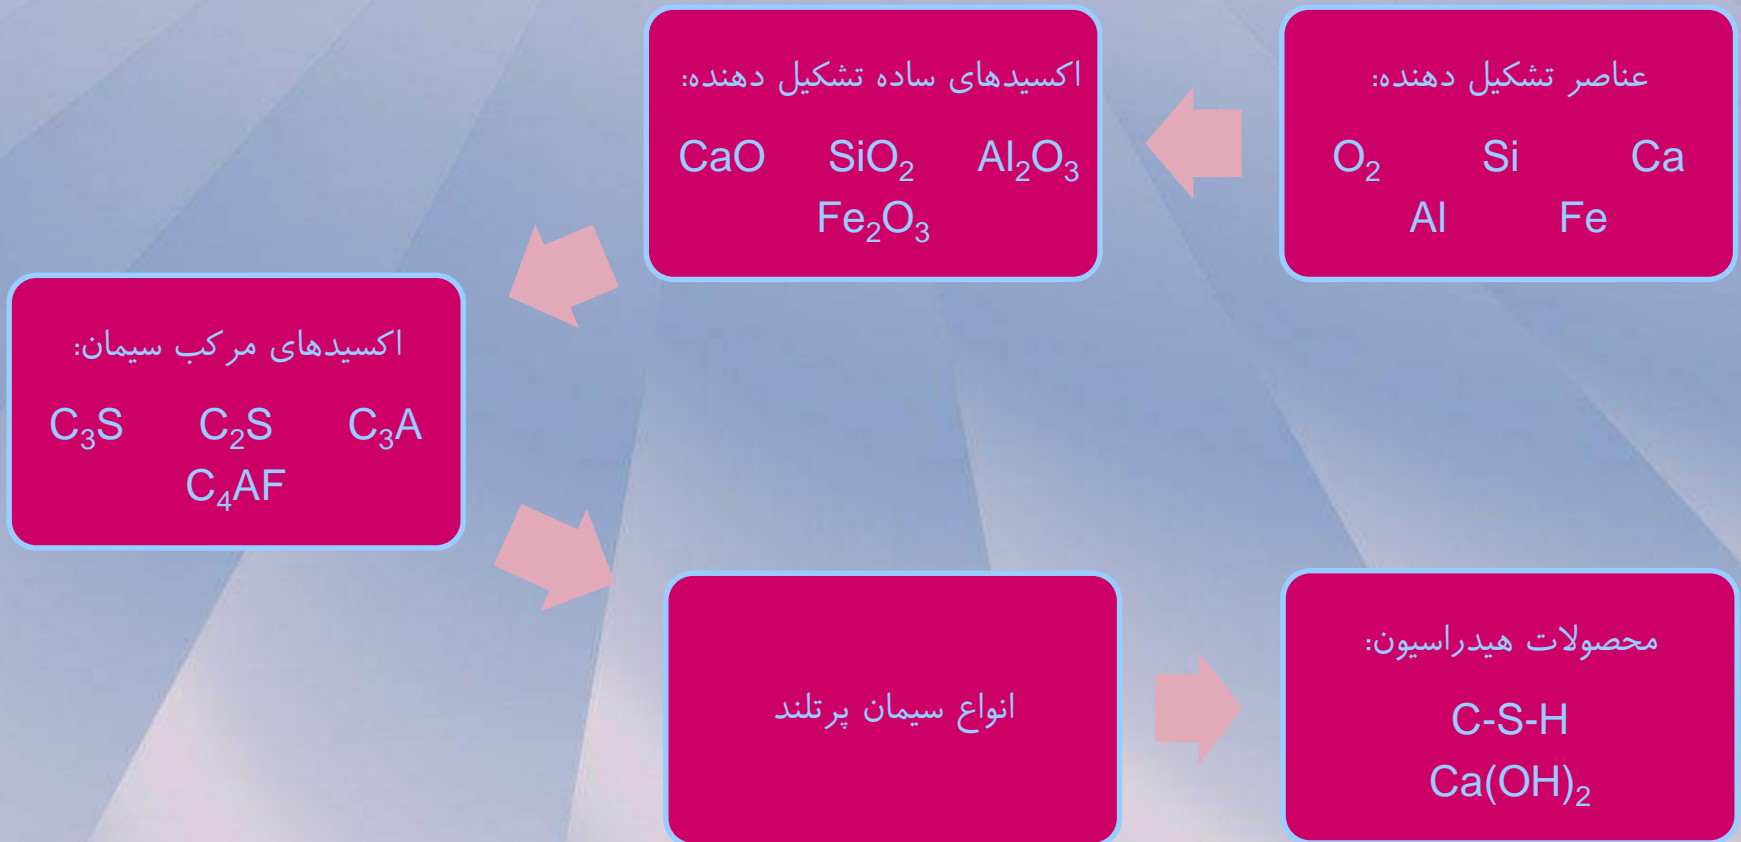 عناصر تشکیل دهنده:
O₂ Si Ca
Al Fe
اکسیدهای ساده تشکیل دهنده:
CaO SiO₂ Al₂O₃
Fe₂O₃
اکسیدهای مرکب سیمان:
C₃S C₂S C₃A
C₄AF
انواع سیمان پرتلند
محصولات هیدراسیون:
C-S-H
Ca(OH)₂